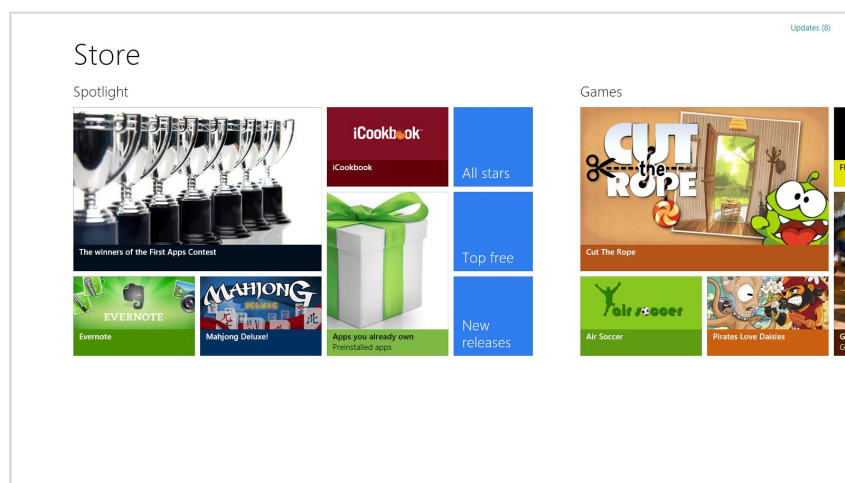 Updates (8)
Store
Spotlight
The winners of the First Apps Contest
EVERNOTE
Evernote
MAHJONG
DELUXE
Mahjong Deluxe!
iCookbook
iCookbook
Apps you already own
Preinstalled apps
All stars
Top free
New
releases
Games
CUT
the
ROPE
Cut The Rope
air soccer
Air Soccer
Pirates Love Daisies